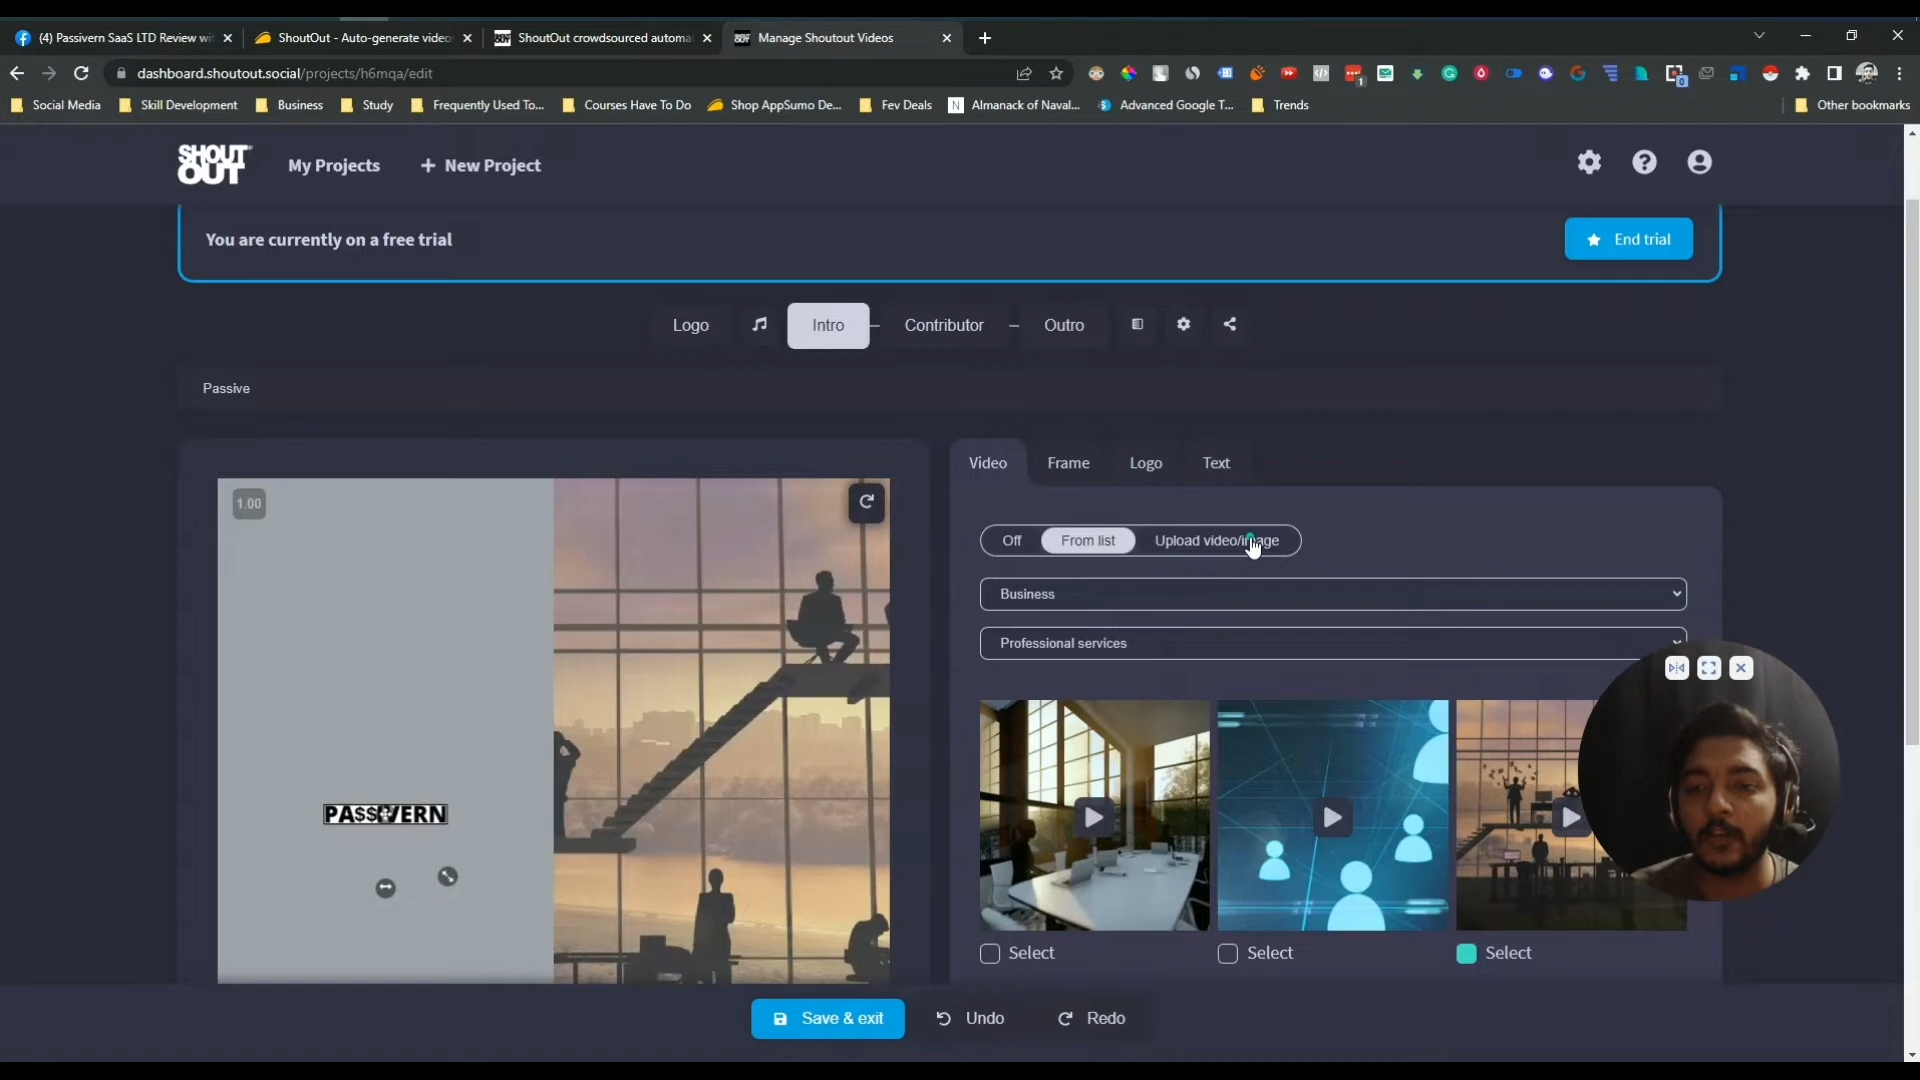 (4) Passivern SaaS LTD Review wi
ShoutOut - Auto-generate video
ShoutOut crowdsourced automa
Manage Shoutout Videos
dashboard.shoutout.social/projects/h6mqa/edit
Social Media
Skill Development
Business
Study
Frequently Used To...
Courses Have To Do
Shop AppSumo De...
Fev Deals
Almanack of Naval...
Advanced Google T...
Trends
Other bookmarks
SHOUT OUT
My Projects
+ New Project
You are currently on a free trial
End trial
Logo
Intro
Contributor
Outro
Passive
Video
Frame
Logo
Text
1.00
Off
From list
Upload video/image
Business
Professional services
PASSIVERN
Select
Select
Select
Save & exit
Undo
Redo